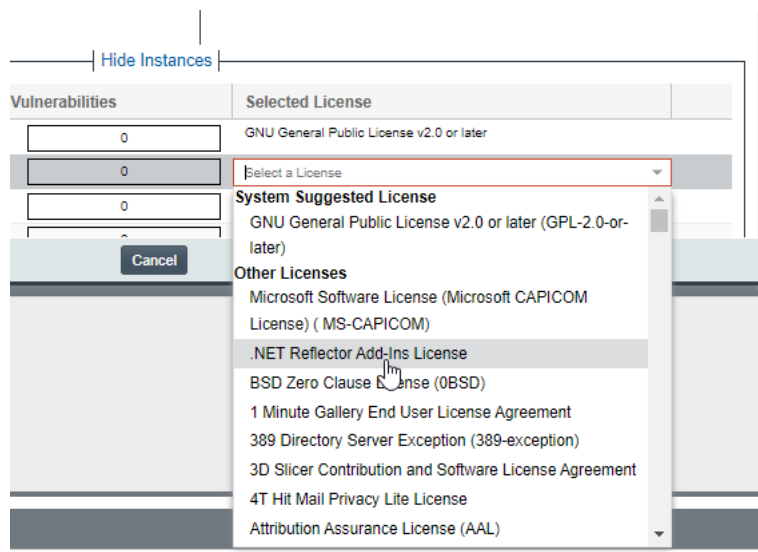 Hide Instances
Vulnerabilities Selected License
0 GNU General Public License v2.0 or later
0 Select a License
0 System Suggested License
GNU General Public License v2.0 or later (GPL-2.0-or-
later)
Cancel
Other Licenses
Microsoft Software License (Microsoft CAPICOM
License) ( MS-CAPICOM)
.NET Reflector Add-Ins License
BSD Zero Clause License (0BSD)
1 Minute Gallery End User License Agreement
389 Directory Server Exception (389-exception)
3D Slicer Contribution and Software License Agreement
4T Hit Mail Privacy Lite License
Attribution Assurance License (AAL)